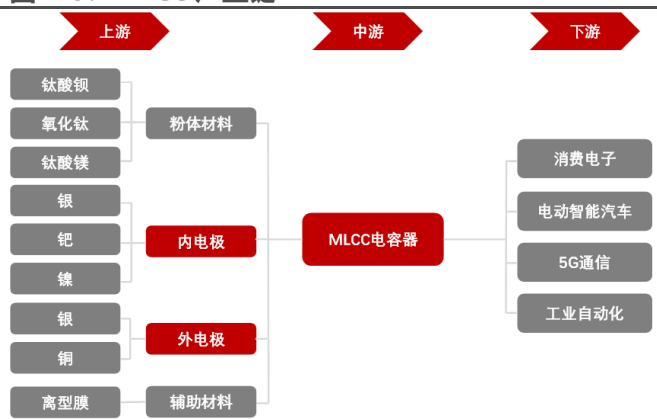 上游
中游
下游
钛酸钡
氧化钛
钛酸镁
粉体材料
银
钯
镍
内电极
银
铜
外电极
离型膜
辅助材料
MLCC电容器
消费电子
电动智能汽车
5G通信
工业自动化